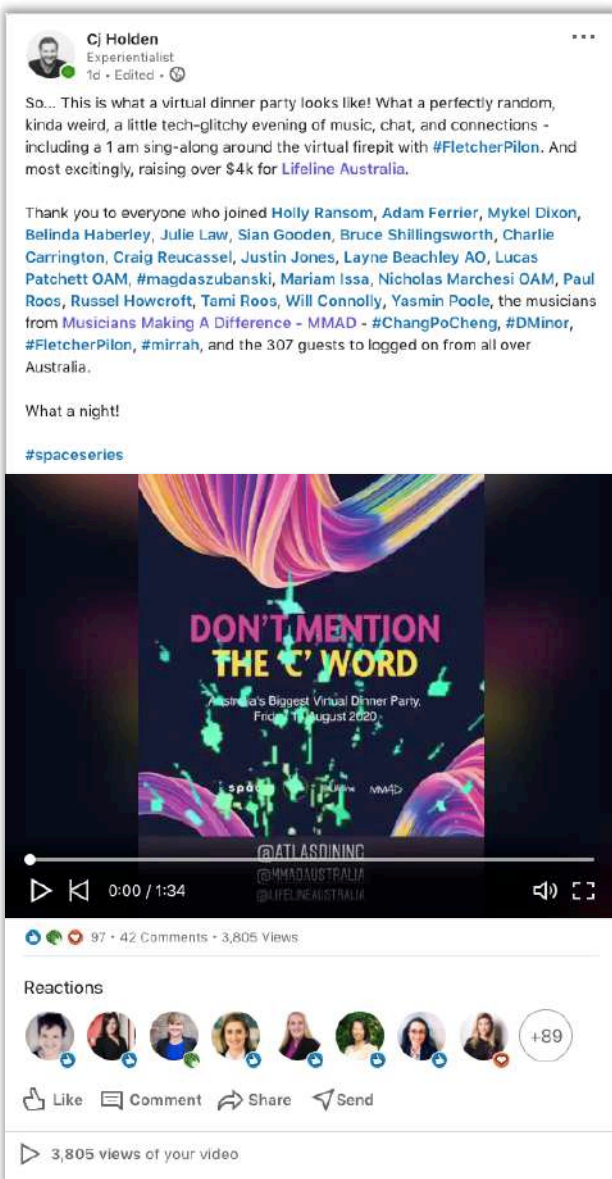 Cj Holden
Experientialist
1d • Edited •
So... This is what a virtual dinner party looks like! What a perfectly random,
kinda weird, a little tech-glitchy evening of music, chat, and connections -
including a 1 am sing-along around the virtual firepit with #FletcherPilon. And
most excitingly, raising over $4k for Lifeline Australia.
Thank you to everyone who joined Holly Ransom, Adam Ferrier, Mykel Dixon,
Belinda Haberley, Julie Law, Sian Gooden, Bruce Shillingsworth, Charlie
Carrington, Craig Reucassel, Justin Jones, Layne Beachley AO, Lucas
Patchett OAM, #magdaszubanski, Mariam Issa, Nicholas Marchesi OAM, Paul
Roos, Russel Howcroft, Tami Roos, Will Connolly, Yasmin Poole, the musicians
from Musicians Making A Difference - MMAD - #ChangPoCheng, #DMinor,
#FletcherPilon, #mirrah, and the 307 guests to logged on from all over
Australia.
What a night!
#spaceseries
DON'T MENTION
THE 'C' WORD
Australia's Biggest Virtual Dinner Party,
August 2020
MMAD
@ATLASDINING
@MMADAUSTRALIA
@LIFELINEAUSTRALIA
0:00 / 1:34
97 • 42 Comments • 3,805 Views
Reactions
+89
Like Comment Share Send
3,805 views of your video